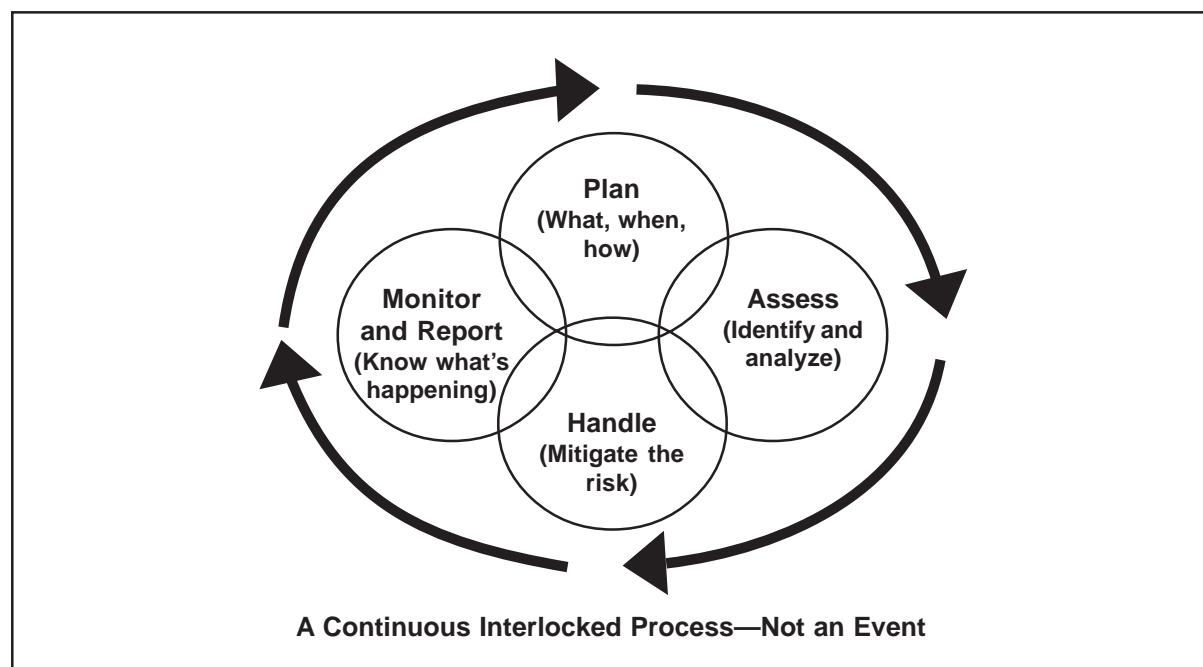 Plan
(What, when,
how)
Monitor
and Report
(Know what’s
happening)
Assess
(Identify and
analyze)
Handle
(Mitigate the
risk)
A Continuous Interlocked Process—Not an Event